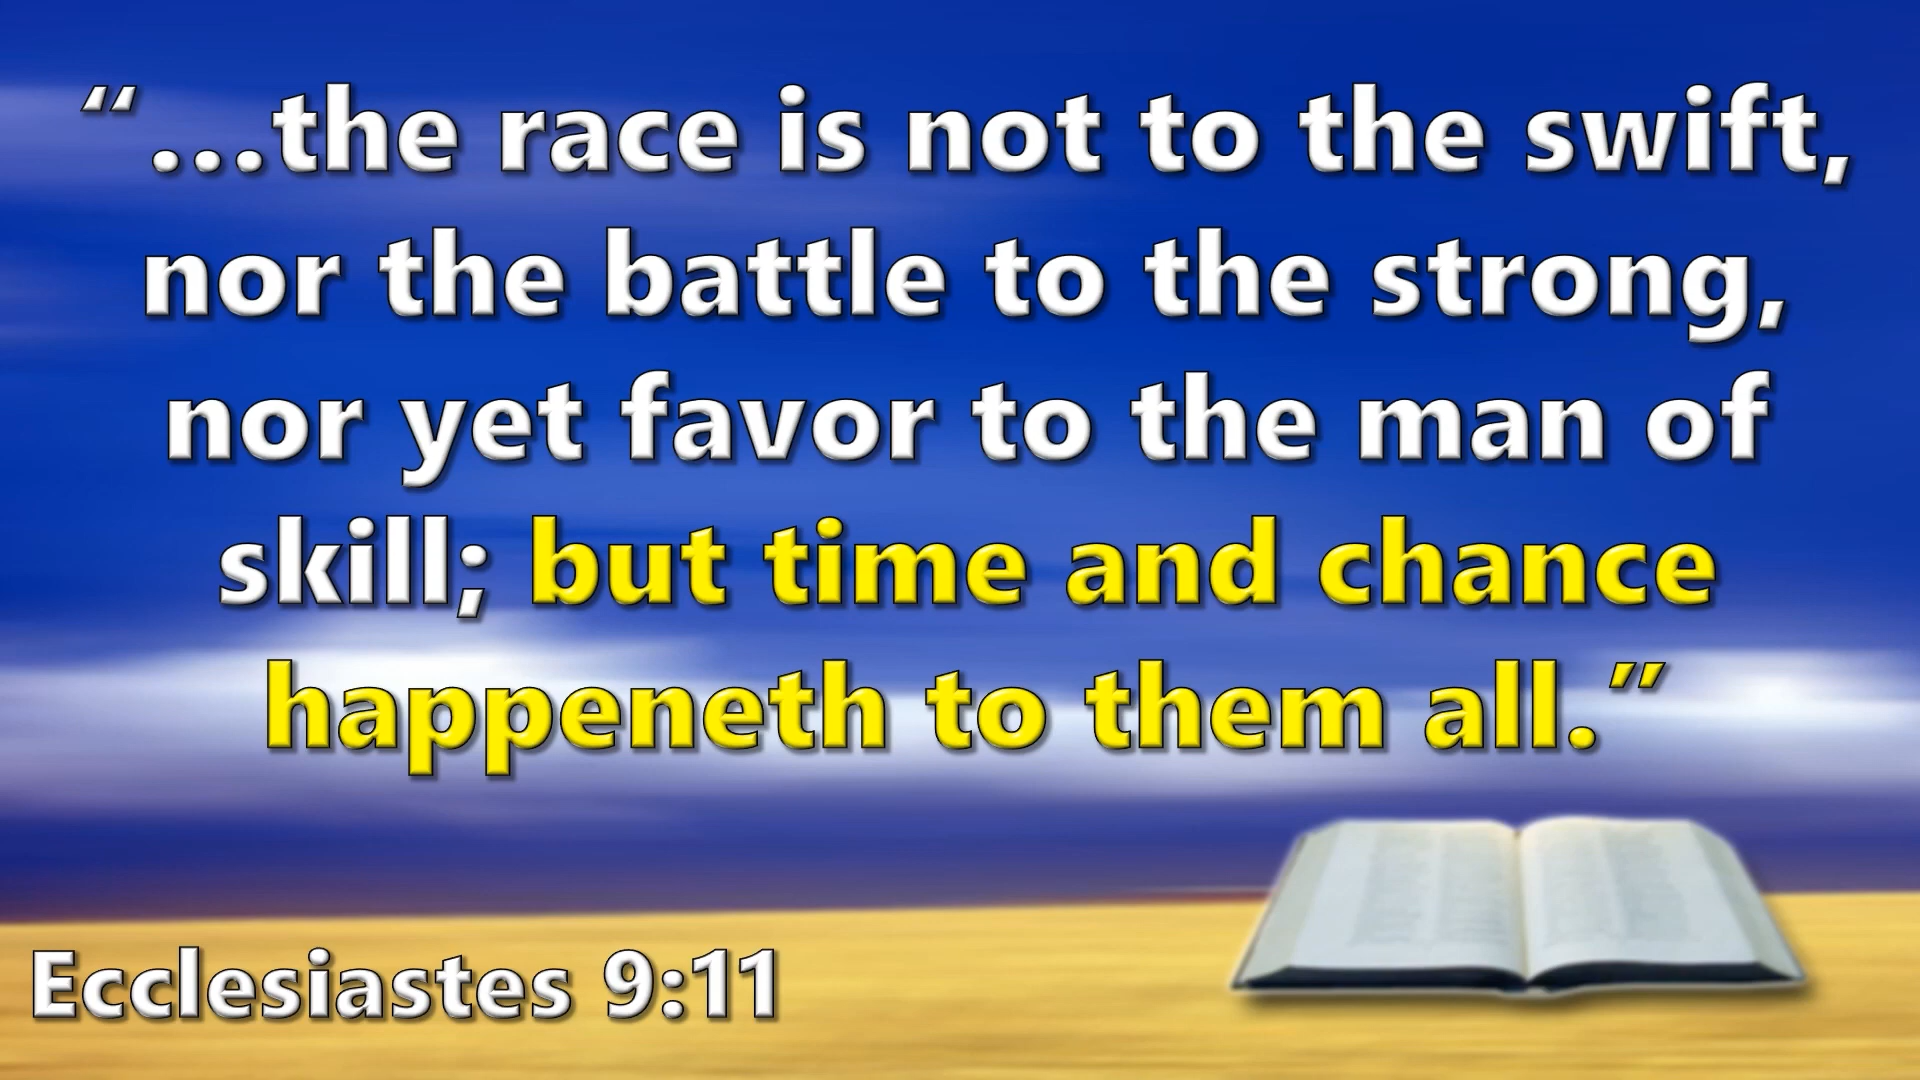 “…the race is not to the swift,
nor the battle to the strong,
nor yet favor to the man of
skill; but time and chance
happeneth to them all.”
Ecclesiastes 9:11